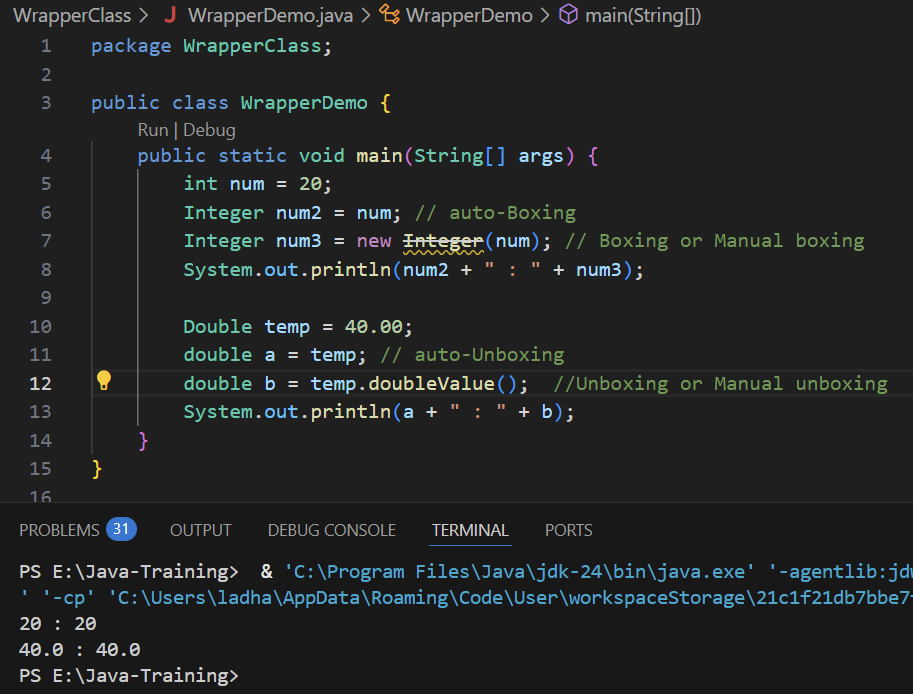 WrapperClass > J WrapperDemo.java > WrapperDemo > main(String[])
1 package WrapperClass;
2
3 public class WrapperDemo {
Run | Debug
4 public static void main(String[] args) {
5 int num = 20;
6 Integer num2 = num; // auto-Boxing
7 Integer num3 = new Integer(num); // Boxing or Manual boxing
8 System.out.println(num2 + " : " + num3);
9
10 Double temp = 40.00;
11 double a = temp; // auto-Unboxing
12 double b = temp.doubleValue(); //Unboxing or Manual unboxing
13 System.out.println(a + " : " + b);
14 }
15 }
16
PROBLEMS 31 OUTPUT DEBUG CONSOLE TERMINAL PORTS
PS E:\Java-Training> & 'C:\Program Files\Java\jdk-24\bin\java.exe' '-agentlib:jdw
' '-cp' 'C:\Users\ladha\AppData\Roaming\Code\User\workspaceStorage\21c1f21db7bbe7
20 : 20
40.0 : 40.0
PS E:\Java-Training>